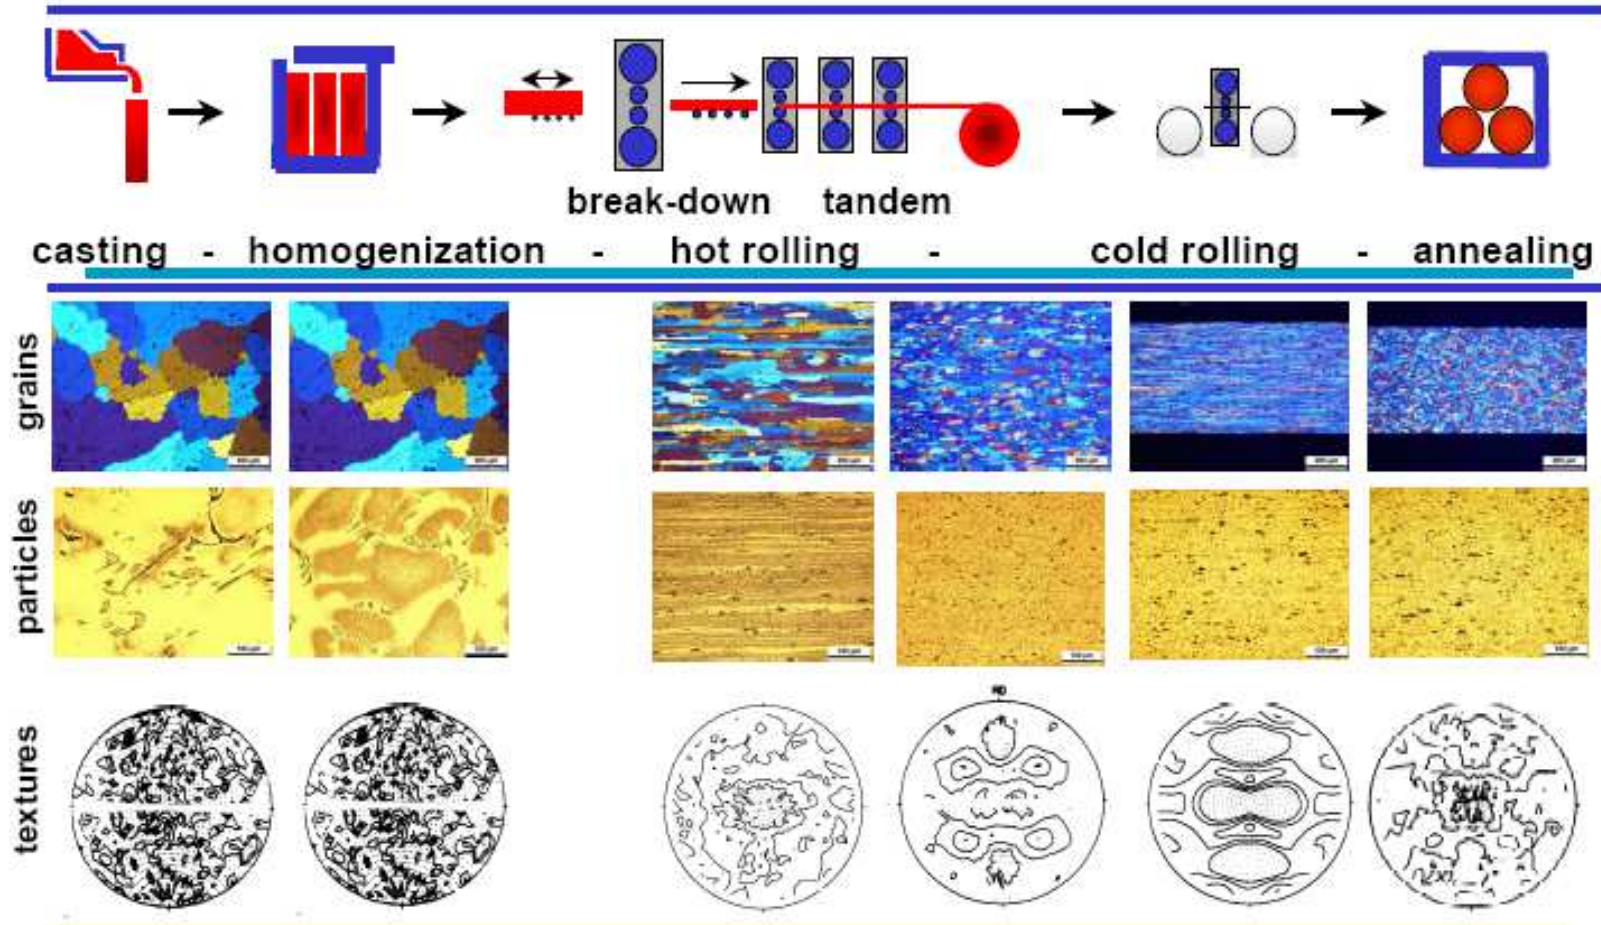 break-down tandem
casting - homogenization - hot rolling - cold rolling - annealing
grains
particles
textures